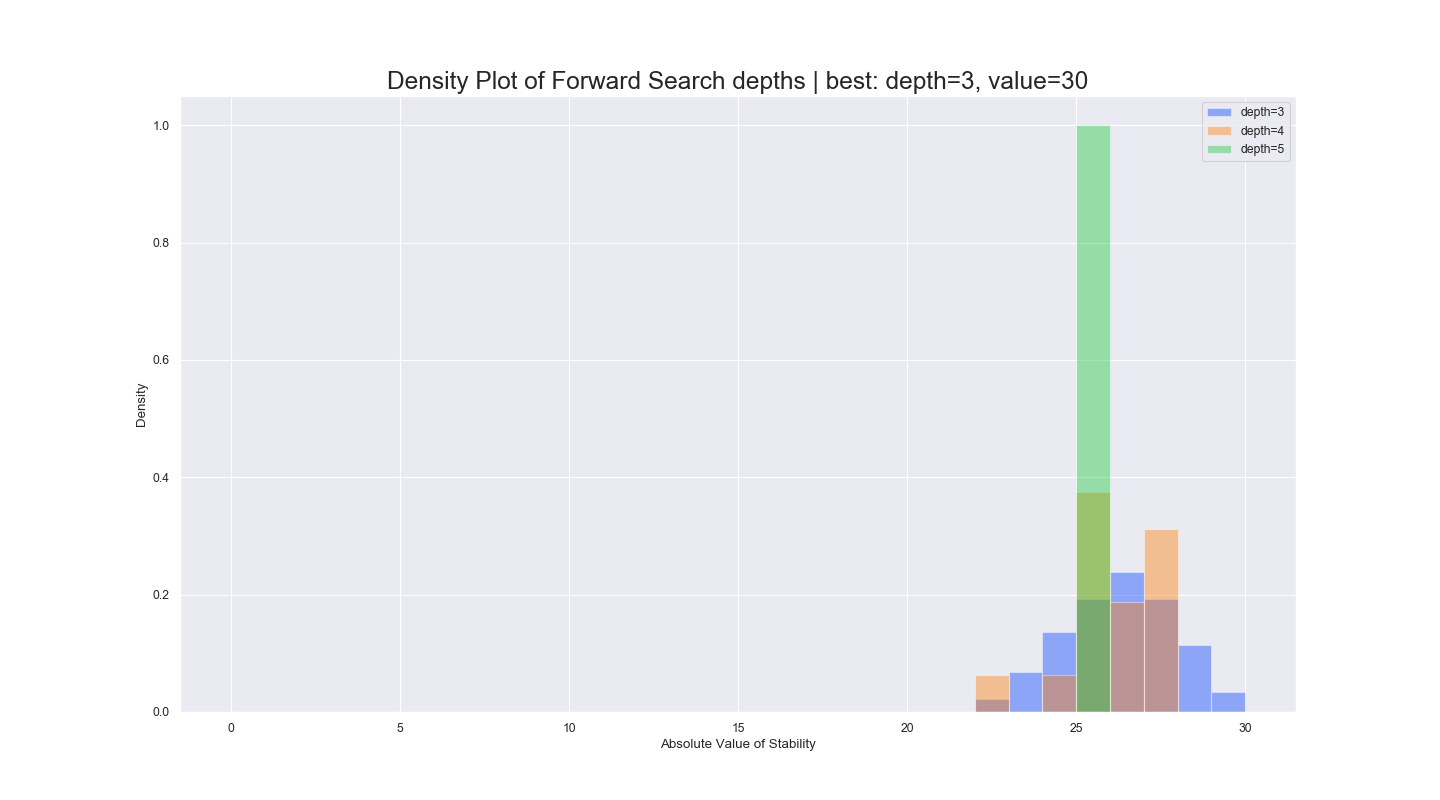 Density Plot of Forward Search depths | best: depth=3, value=30
depth=3
depth=4
depth=5
1.0
0.8
0.6
0.4
0.2
0.0
Density
0 5 10 15 20 25 30
Absolute Value of Stability